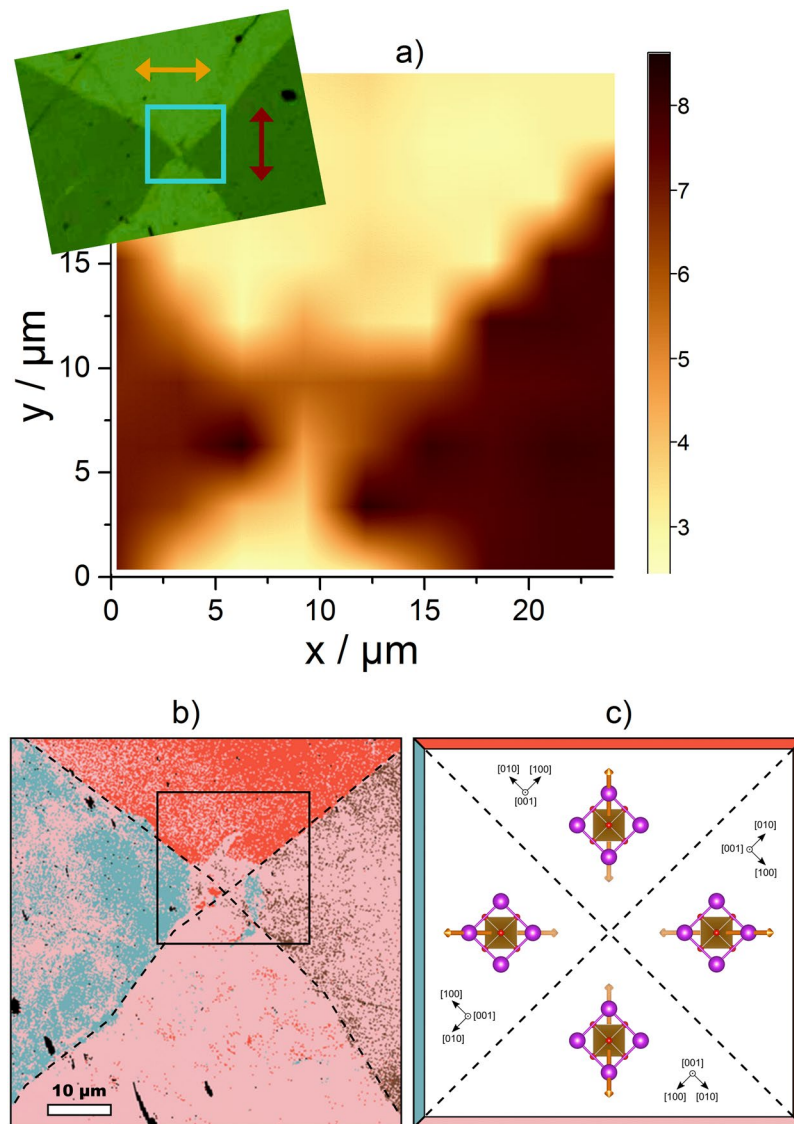 a)
8
7
6
5
4
3
15
10
5
0
y / µm
0 5 10 15 20
x / µm
b)
10 µm
c)
[010] [100]
[001]
[010]
[001]
[100]
[100]
[001]
[010]
[001]
[100] [010]